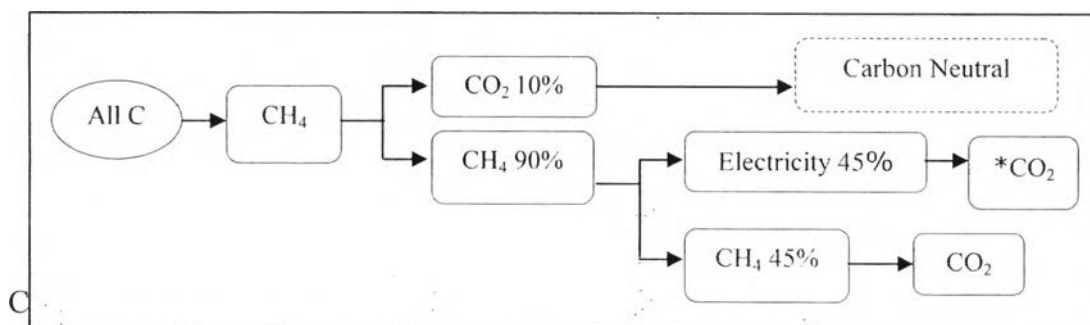 All C
CH₄
CO₂ 10%
Carbon Neutral
CH₄ 90%
Electricity 45%
*CO₂
CH₄ 45%
CO₂
C